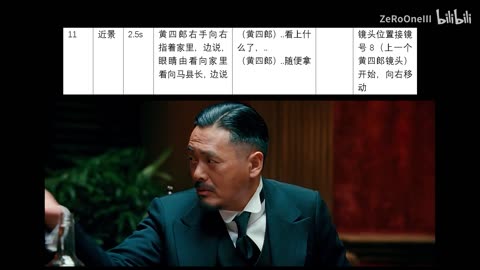 ZeRoOneIII bilibili
11 近景 2.5s 黄四郎右手向右 （黄四郎）..看上什 镜头位置接镜
指着家里，边说， 么了，.. 号 8（上一个
眼睛由看向家里 （黄四郎）..随便拿 黄四郎镜头）
看向马县长，边说 开始，向右移
动